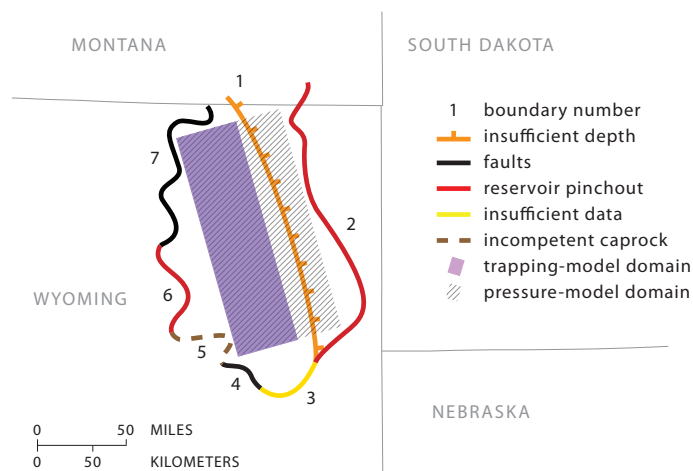 MONTANA
SOUTH DAKOTA
1
1 boundary number
insufficient depth
7
faults
reservoir pinchout
2
insufficient data
incompetent caprock
trapping-model domain
WYOMING
6
pressure-model domain
5
4
3
NEBRASKA
0 50 MILES
0 50 KILOMETERS